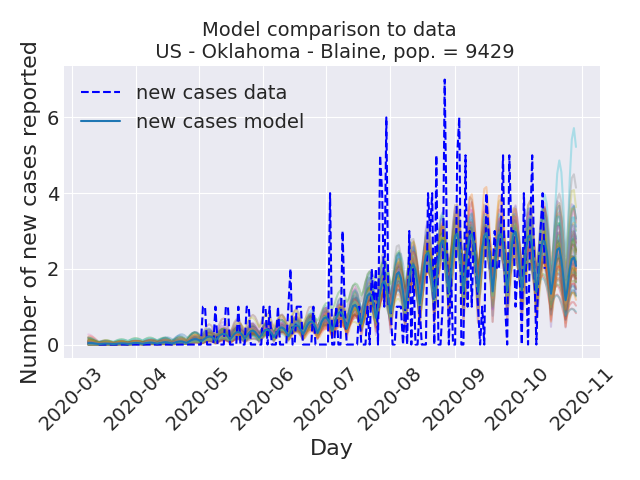 Model comparison to data
US - Oklahoma - Blaine, pop. = 9429
Number of new cases reported
6
4
2
0
new cases data
new cases model
2020-03
2020-04
2020-05
2020-06
2020-07
2020-08
2020-09
2020-10
2020-11
Day